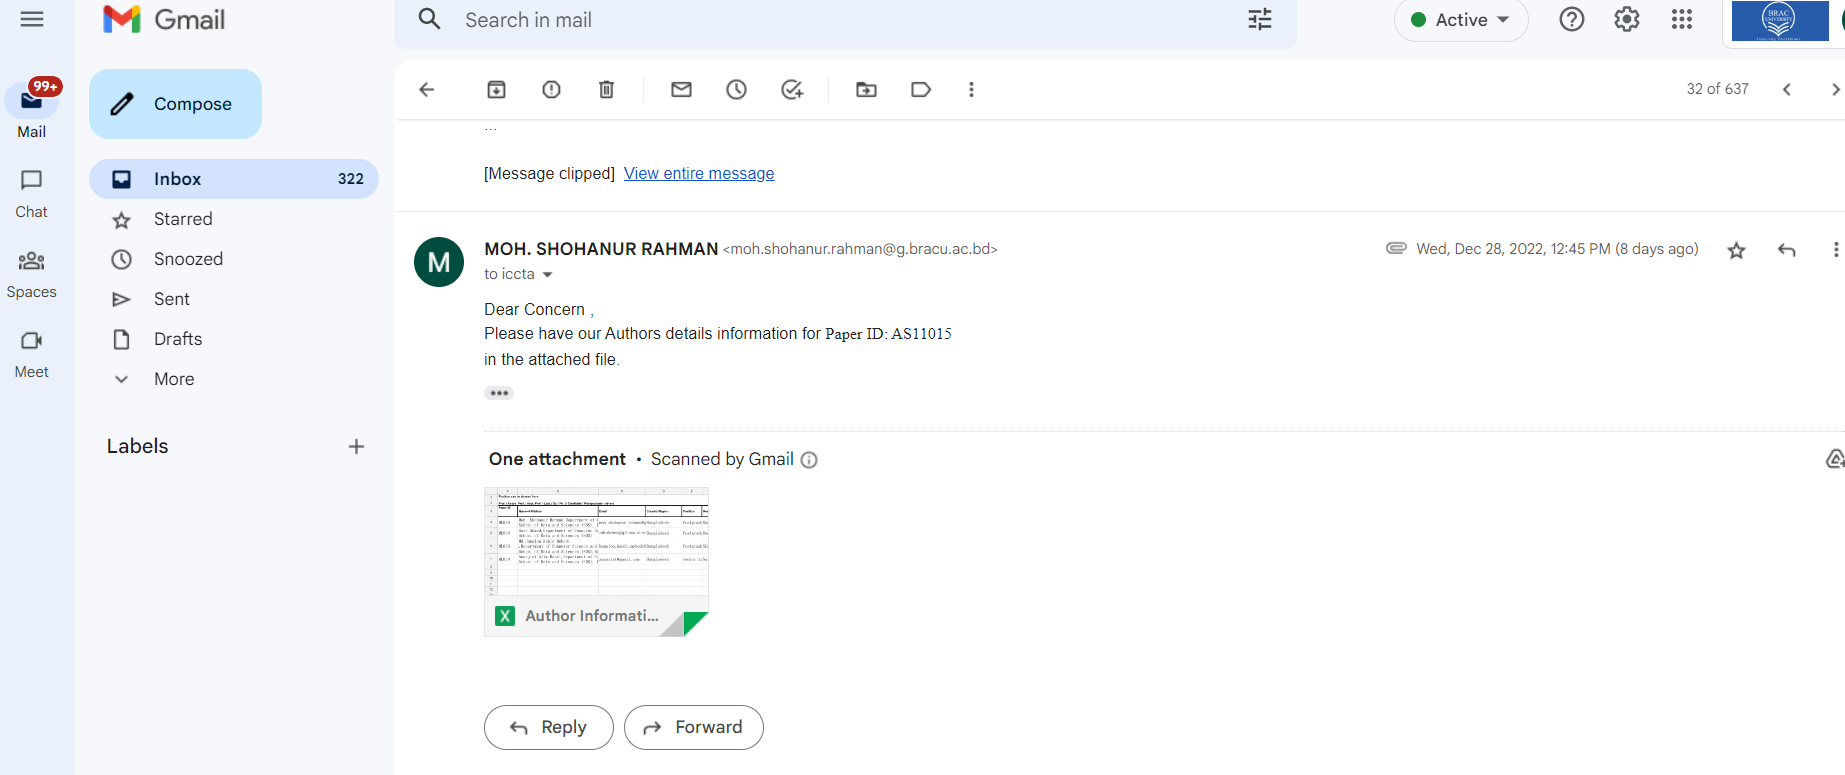 Gmail
Search in mail
Active
BRAC
UNIVERSITY
99+
Mail
Compose
32 of 637
...
Inbox 322
[Message clipped] View entire message
Chat
Starred
Snoozed
MOH. SHOHANUR RAHMAN <moh.shohanur.rahman@g.bracu.ac.bd>
Wed, Dec 28, 2022, 12:45 PM (8 days ago)
M
to iccta
Spaces
Sent
Dear Concern ,
Please have our Authors details information for Paper ID: AS11015
in the attached file.
Drafts
Meet
More
Labels
One attachment • Scanned by Gmail
X Author Informati...
Reply
Forward